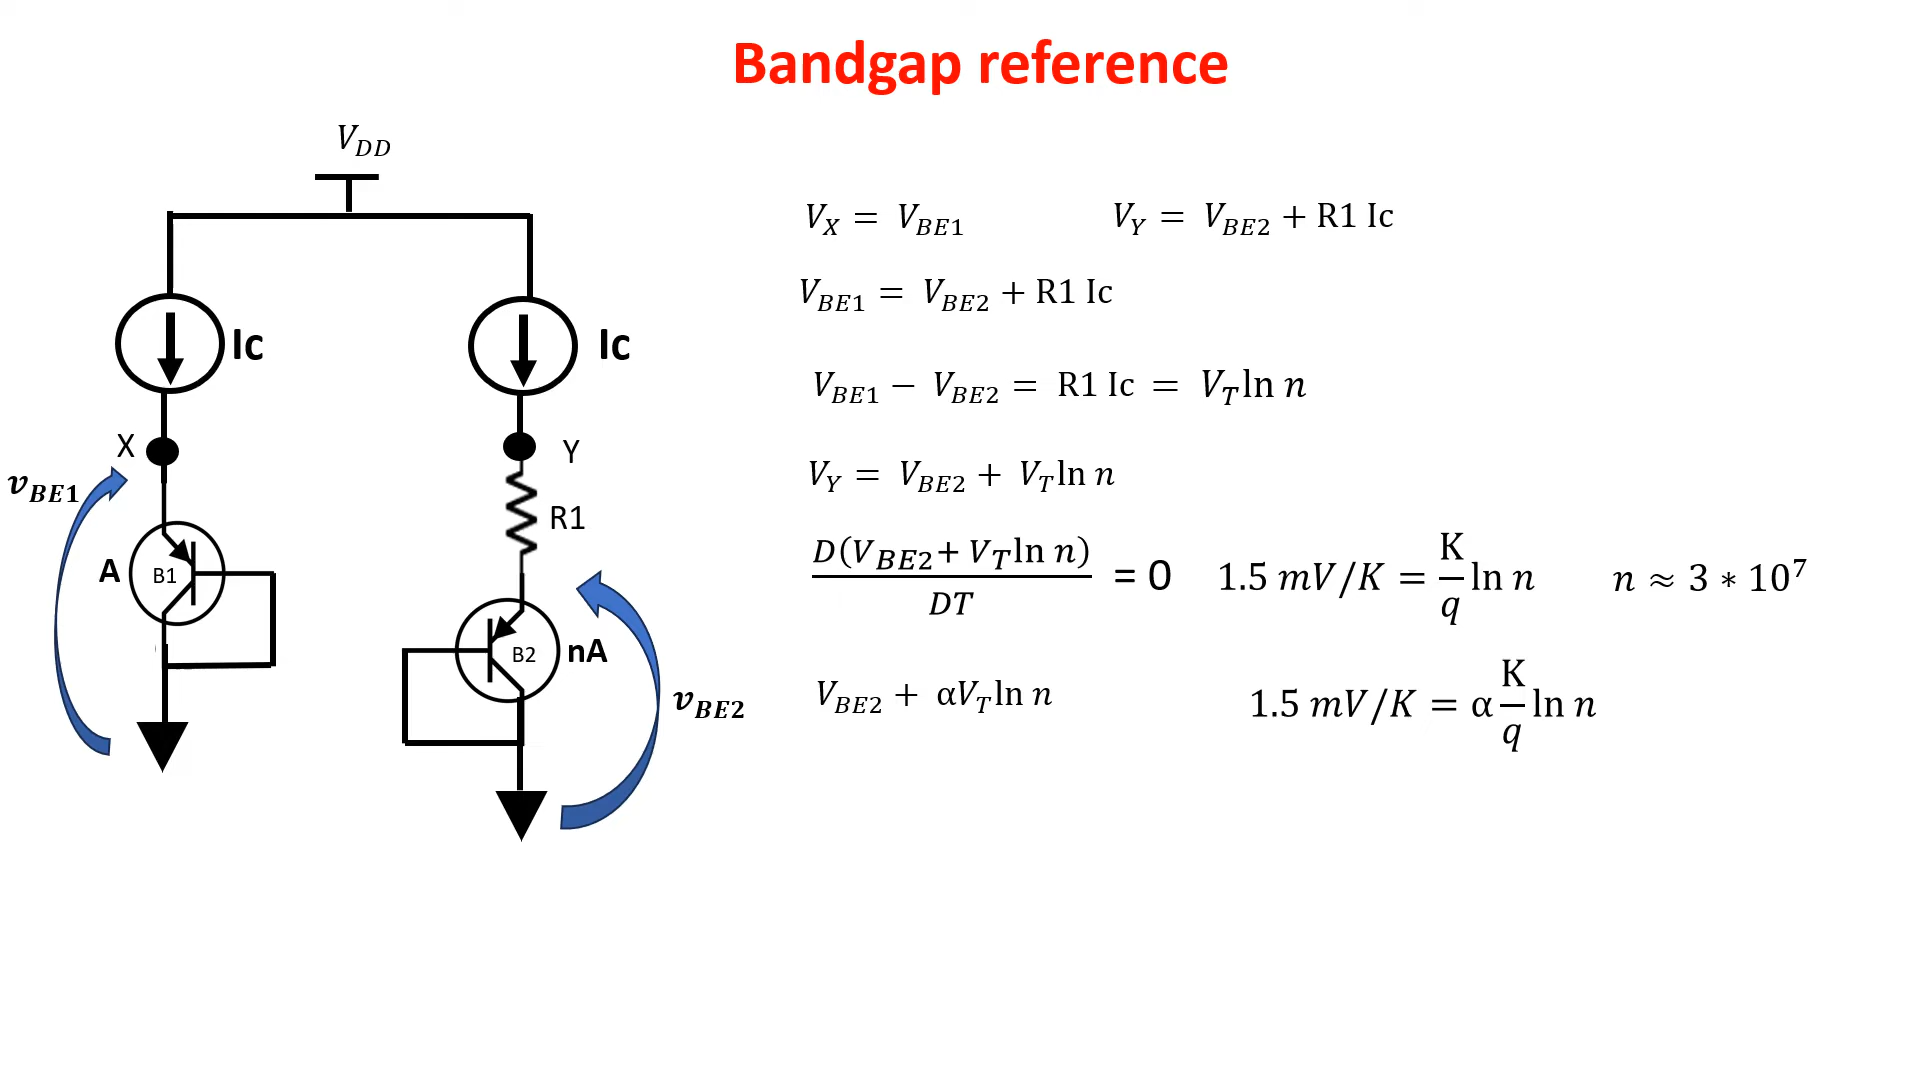 Bandgap reference
V_DD
Ic
Ic
X
Y
v_BE1
R1
A
B1
B2
nA
v_BE2
V_X = V_BE1
V_Y = V_BE2 + R1 Ic
V_BE1 = V_BE2 + R1 Ic
V_BE1 − V_BE2 = R1 Ic = V_T ln n
V_Y = V_BE2 + V_T ln n
D(V_BE2 + V_T ln n)/DT = 0
1.5 mV/K = K/q ln n
n ≈ 3 * 10⁷
V_BE2 + αV_T ln n
1.5 mV/K = α K/q ln n